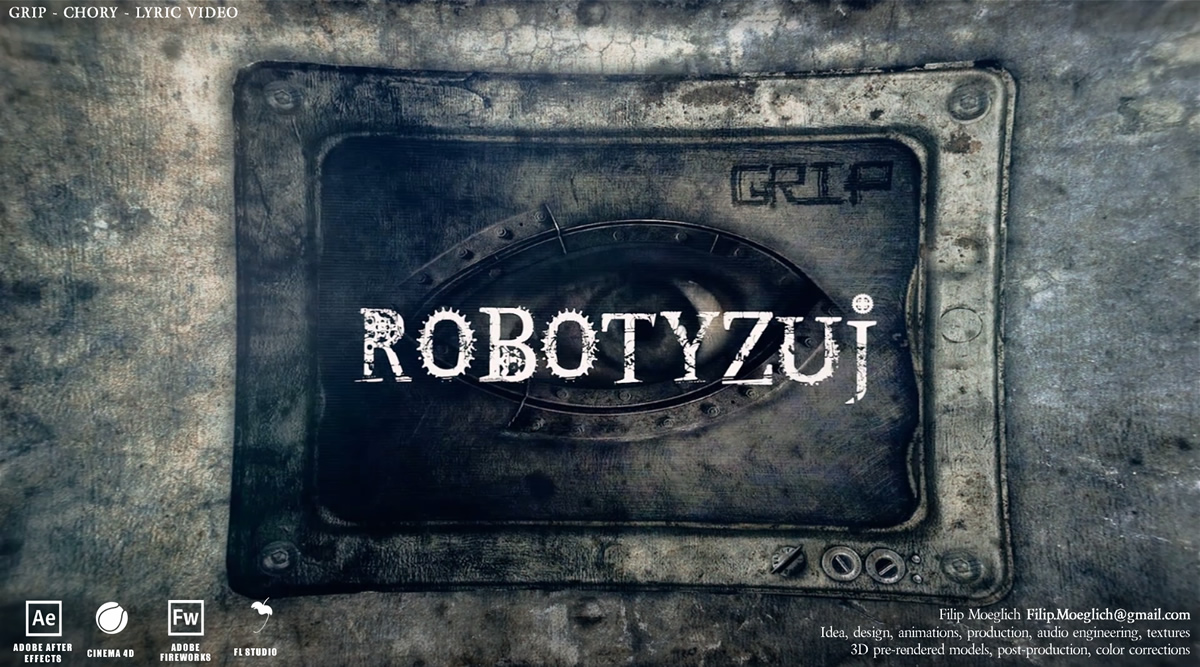 GRIP - CHORY - LYRIC VIDEO
GRIP
ROBOTYZUj
Ae
Fw
ADOBE AFTER
EFFECTS
CINEMA 4D
ADOBE
FIREWORKS
FL STUDIO
Filip Moeglich Filip.Moeglich@gmail.com
Idea, design, animations, production, audio engineering, textures
3D pre-rendered models, post-production, color corrections